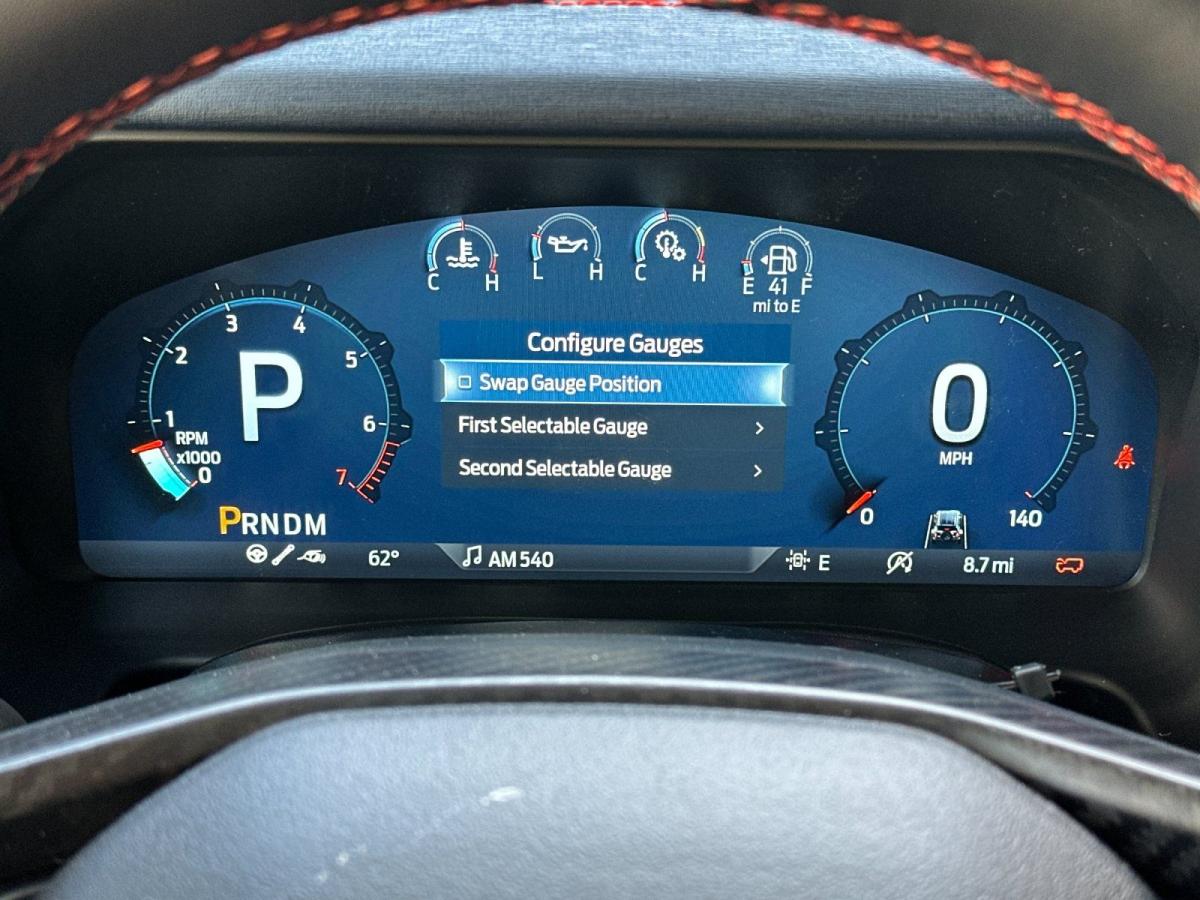 C H
L H
C H
E 41 F
mi to E
Configure Gauges
Swap Gauge Position
First Selectable Gauge
Second Selectable Gauge
0
1
2
3
4
5
6
7
RPM
x1000
P
PRNDM
0
MPH
0
140
62°
AM 540
E
8.7 mi